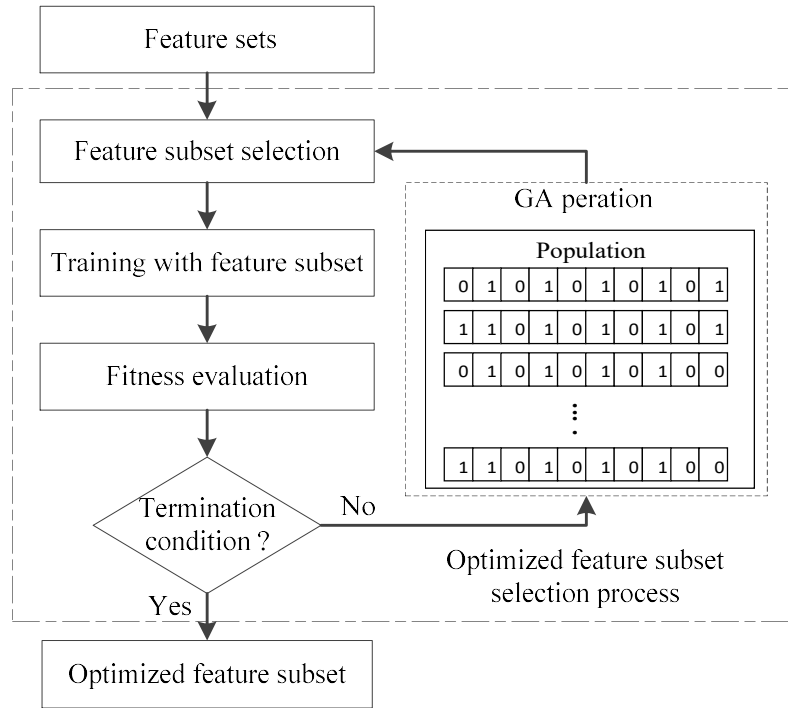 Feature sets
Feature subset selection
Training with feature subset
Fitness evaluation
Termination
condition ?
No
Yes
Optimized feature subset
GA peration
Population
0 1 0 1 0 1 0 1 0 1
1 1 0 1 0 1 0 1 0 1
0 1 0 1 0 1 0 1 0 0
1 1 0 1 0 1 0 1 0 0
Optimized feature subset
selection process